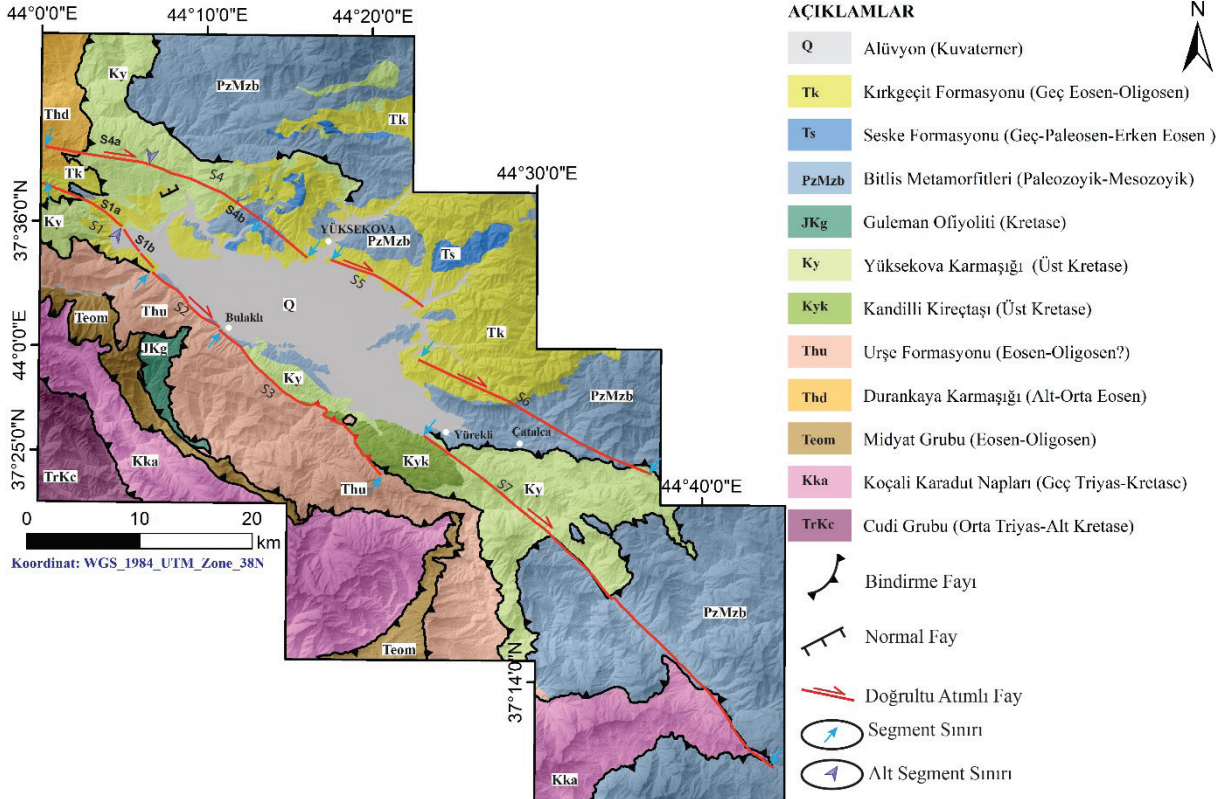 44°0'0"E
44°10'0"E
44°20'0"E
44°30'0"E
44°40'0"E
37°36'0"N
44°0'0"E
37°25'0"N
37°14'0"N
Ky
PzMzb
Thd
Tk
S4a
S4
Tk
S4b
YÜKSEKOVA
PzMzb
Ts
Ky
S1a
S1
S1b
S5
Q
Thu
S2
Bulaklı
Teom
JKg
Tk
Ky
S3
S6
PzMzb
Yürekli
Çatalca
Kyk
Kka
TrKc
Thu
S7
Ky
PzMzb
Teom
Kka
0 10 20
km
Koordinat: WGS_1984_UTM_Zone_38N
N
AÇIKLAMLAR
Q Alüvyon (Kuvaterner)
Tk Kırkgeçit Formasyonu (Geç Eosen-Oligosen)
Ts Seske Formasyonu (Geç-Paleosen-Erken Eosen )
PzMzb Bitlis Metamorfitleri (Paleozoyik-Mesozoyik)
JKg Guleman Ofiyoliti (Kretase)
Ky Yüksekova Karmaşığı (Üst Kretase)
Kyk Kandilli Kireçtaşı (Üst Kretase)
Thu Urşe Formasyonu (Eosen-Oligosen?)
Thd Durankaya Karmaşığı (Alt-Orta Eosen)
Teom Midyat Grubu (Eosen-Oligosen)
Kka Koçali Karadut Napları (Geç Triyas-Kretase)
TrKc Cudi Grubu (Orta Triyas-Alt Kretase)
Bindirme Fayı
Normal Fay
Doğrultu Atımlı Fay
Segment Sınırı
Alt Segment Sınırı